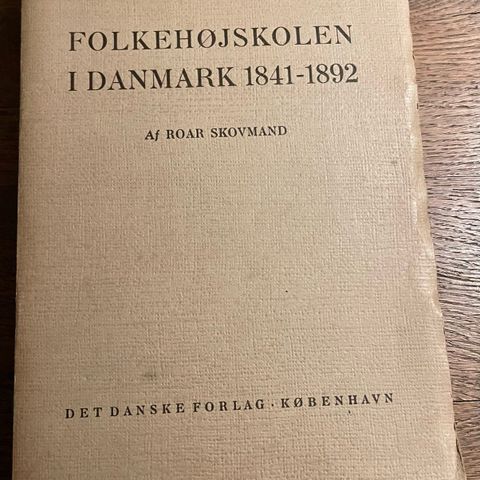 FOLKEHØJSKOLEN
I DANMARK 1841-1892
Af ROAR SKOVMAND
DET DANSKE FORLAG · KØBENHAVN